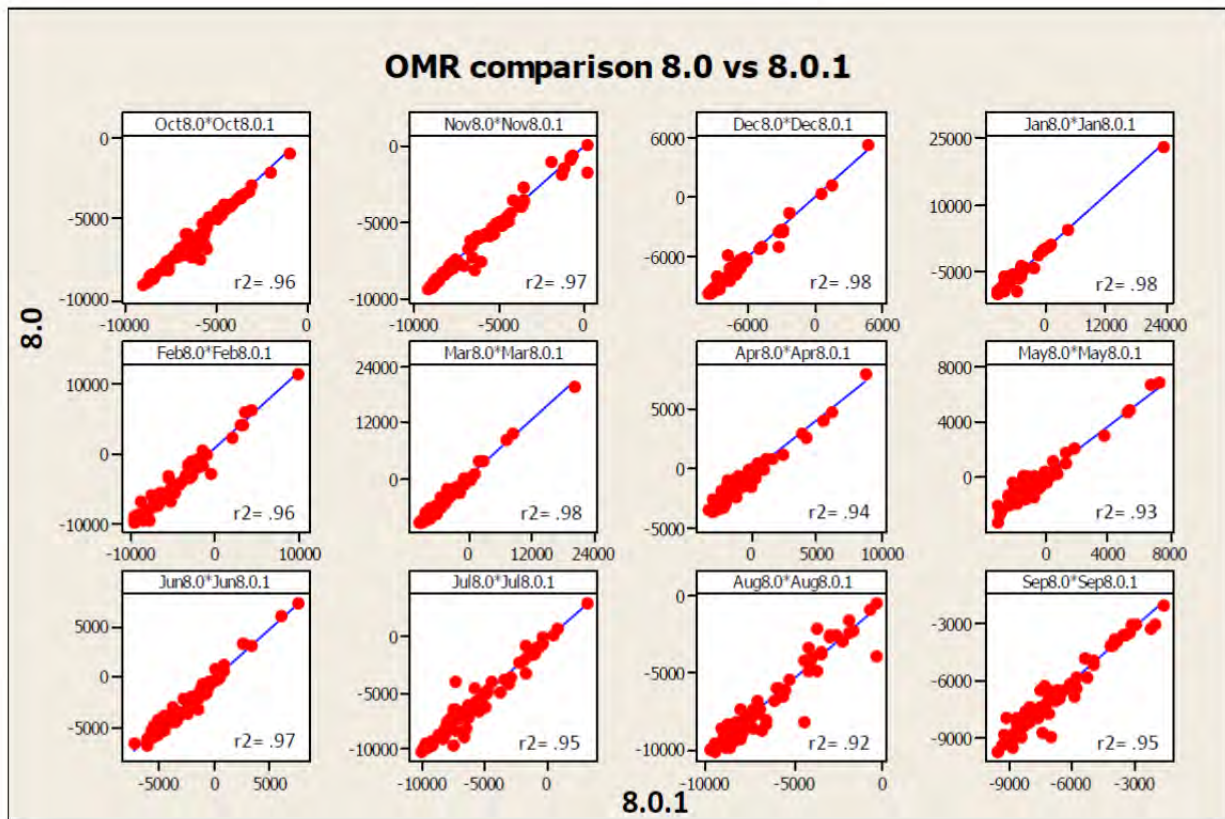 OMR comparison 8.0 vs 8.0.1
Oct8.0*Oct8.0.1 Nov8.0*Nov8.0.1 Dec8.0*Dec8.0.1 Jan8.0*Jan8.0.1
0 0 6000 25000
-5000 -5000 0 10000
-10000 -10000 -6000 -5000
r2= .96 r2= .97 r2= .98 r2= .98
-10000 -5000 0 -10000 -5000 0 -6000 0 6000 0 12000 24000
8.0
Feb8.0*Feb8.0.1 Mar8.0*Mar8.0.1 Apr8.0*Apr8.0.1 May8.0*May8.0.1
10000 24000 5000 8000
0 12000 0 4000
-10000 0 -5000 0
r2= .96 r2= .98 r2= .94 r2= .93
-10000 0 10000 0 12000 24000 0 5000 10000 0 4000 8000
Jun8.0*Jun8.0.1 Jul8.0*Jul8.0.1 Aug8.0*Aug8.0.1 Sep8.0*Sep8.0.1
5000 0 0 -3000
0 -5000 -5000 -6000
-5000 -10000 -10000 -9000
r2= .97 r2= .95 r2= .92 r2= .95
-5000 0 5000 -10000 -5000 0 -10000 -5000 0 -9000 -6000 -3000
8.0.1